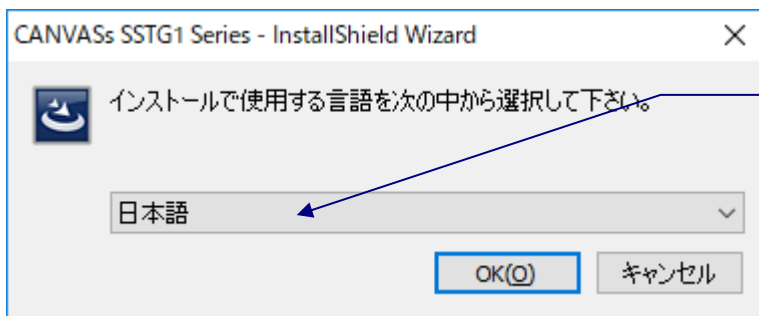 CANVASs SSTG1 Series - InstallShield Wizard
インストールで使用する言語を次の中から選択して下さい。
日本語
OK(O)
キャンセル